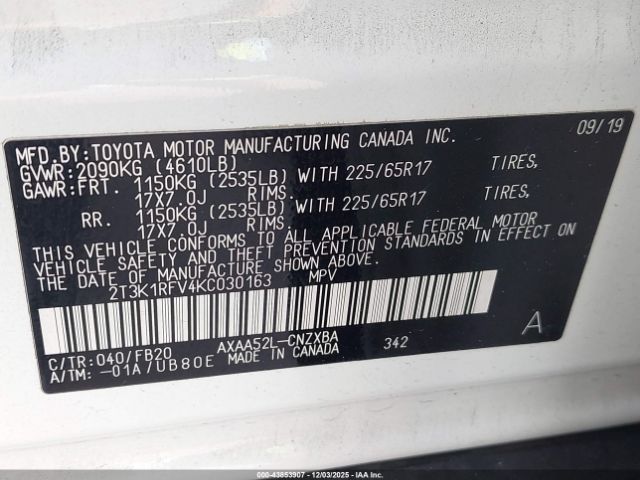 MFD.BY:TOYOTA MOTOR MANUFACTURING CANADA INC. 09/19
GVWR:2090KG (4610LB)
GAWR:FRT. 1150KG (2535LB) WITH 225/65R17 TIRES,
17X7.0J RIMS.
RR. 1150KG (2535LB) WITH 225/65R17 TIRES,
17X7.0J RIMS.
THIS VEHICLE CONFORMS TO ALL APPLICABLE FEDERAL MOTOR
VEHICLE SAFETY AND BUMPER STANDARDS IN EFFECT ON
THE DATE OF MANUFACTURE SHOWN ABOVE.
2T3K1RFV4KC030163 MPV
A
AXAA52L-CNZXBA 342
C/TR:040/FB20 MADE IN CANADA
A/TM:-01A/UB80E
000-43853907 - 12/03/2025 - IAA Inc.